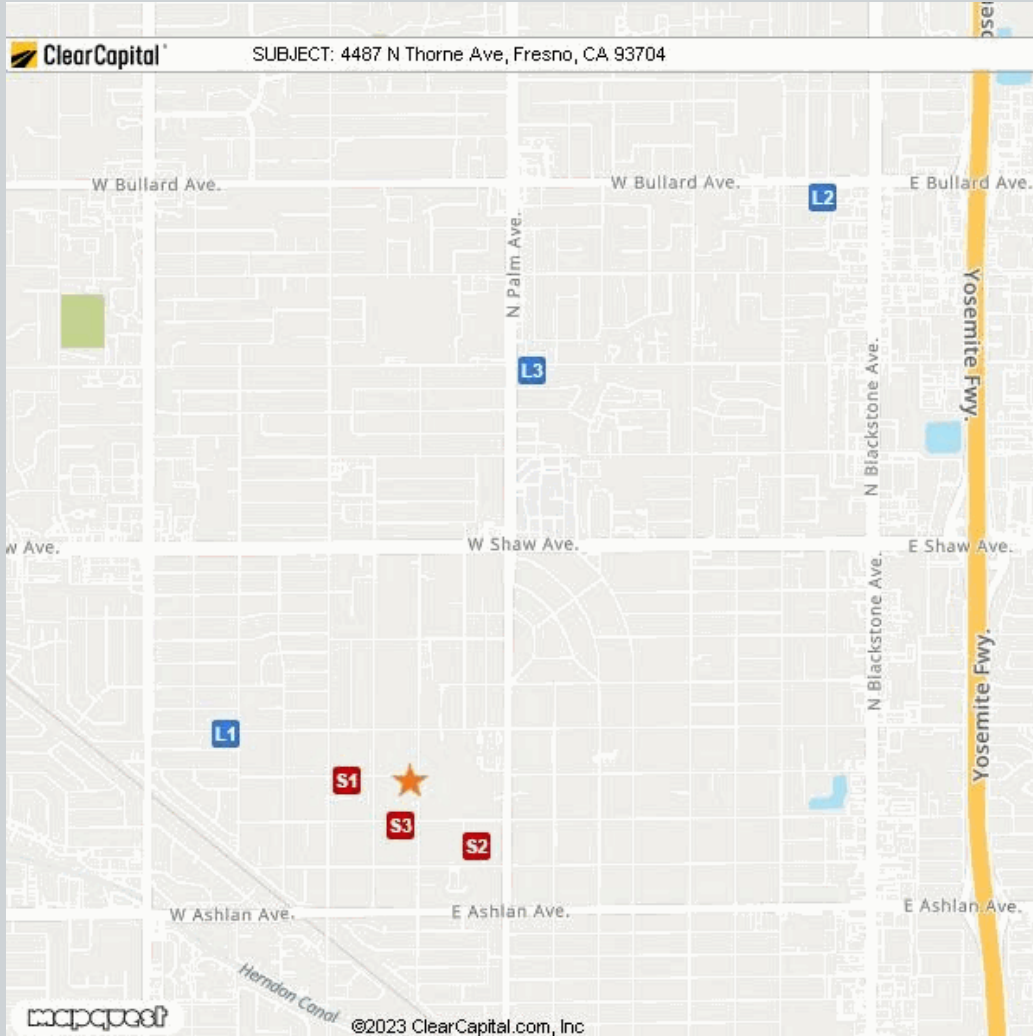 ClearCapital
SUBJECT: 4487 N Thorne Ave, Fresno, CA 93704
W Bullard Ave.
W Bullard Ave.
E Bullard Ave.
L2
N Palm Ave.
Yosemite Fwy.
L3
N Blackstone Ave.
w Ave.
W Shaw Ave.
E Shaw Ave.
N Blackstone Ave.
Yosemite Fwy.
L1
S1
S3
S2
W Ashlan Ave.
E Ashlan Ave.
E Ashlan Ave.
Herndon Canal
mapquest
©2023 ClearCapital.com, Inc